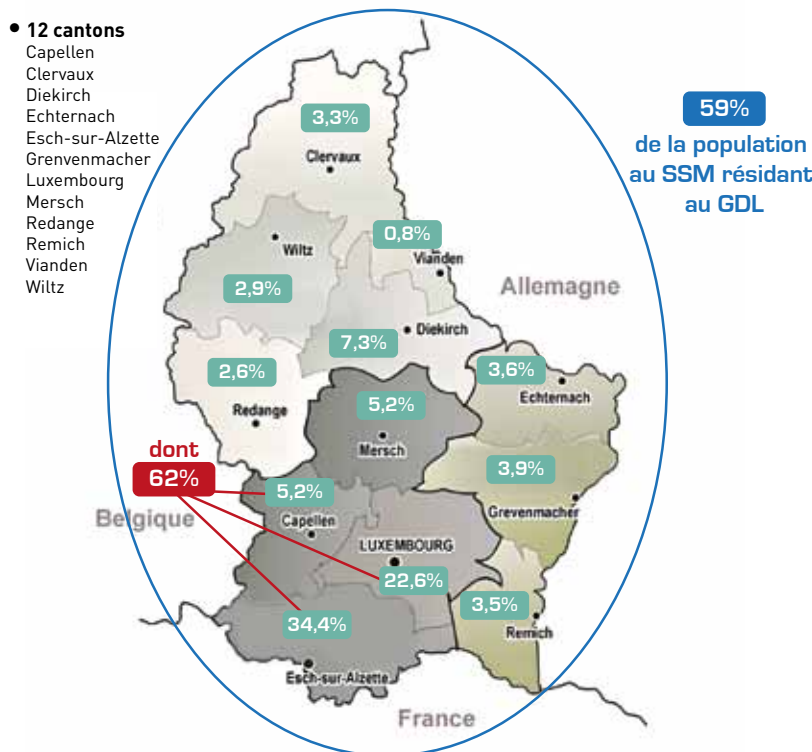 • 12 cantons
Capellen
Clervaux
Diekirch
Echternach
Esch-sur-Alzette
Grenvenmacher
Luxembourg
Mersch
Redange
Remich
Vianden
Wiltz
59%
de la population
au SSM résidant
au GDL
3,3%
Clervaux
Wiltz
0,8%
Vianden
2,9%
Allemagne
Diekirch
7,3%
2,6%
3,6%
Echternach
Redange
5,2%
Mersch
dont
62%
3,9%
5,2%
Grevenmacher
Belgique
Capellen
LUXEMBOURG
22,6%
3,5%
34,4%
Remich
Esch-sur-Alzette
France